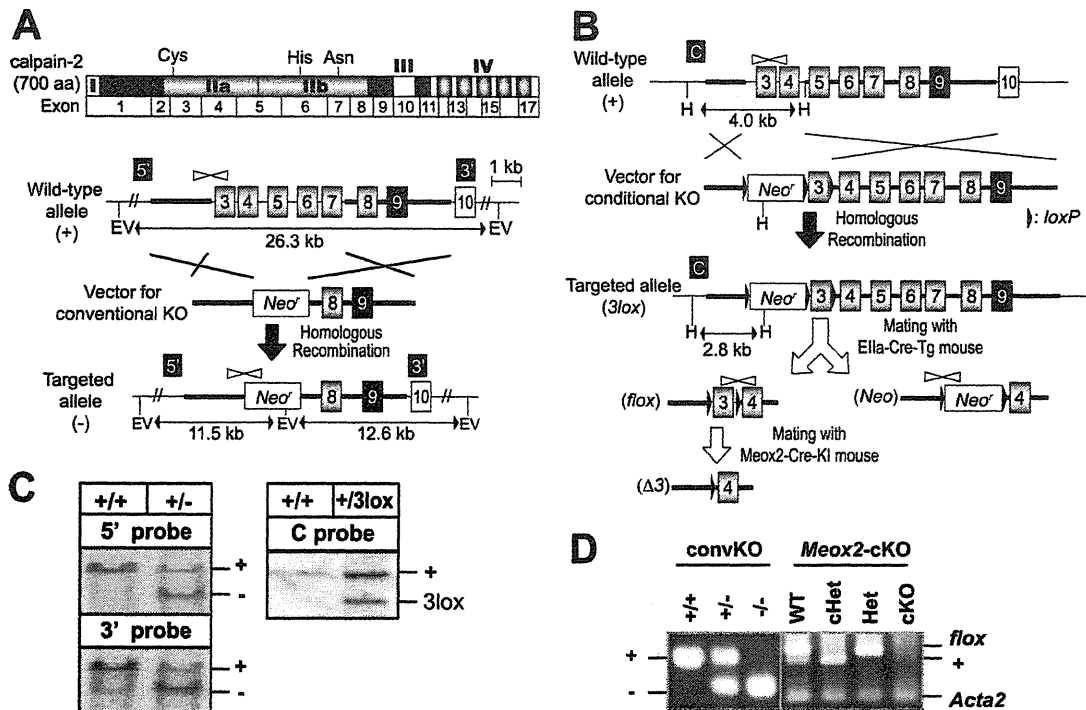 A
calpain-2
(700 aa)
Cys
His
Asn
I
IIa
IIb
III
IV
Exon
1
2
3
4
5
6
7
8
9
10
11
13
15
17
5'
3'
1 kb
Wild-type
allele
(+)
//
3
4
5
6
7
8
9
10
//
EV
EV
26.3 kb
Vector for
conventional KO
Neoʳ
8
9
Homologous
Recombination
5'
3'
Targeted
allele
(-)
//
Neoʳ
8
9
10
//
EV
EV
EV
11.5 kb
12.6 kb
B
C
Wild-type
allele
(+)
3
4
5
6
7
8
9
10
H
H
4.0 kb
Vector for
conditional KO
Neoʳ
3
4
5
6
7
8
9
H
: loxP
Homologous
Recombination
C
Targeted allele
(3lox)
Neoʳ
3
4
5
6
7
8
9
H
H
2.8 kb
Mating with
EIIa-Cre-Tg mouse
(flox)
3
4
(Neo)
Neoʳ
4
Mating with
Meox2-Cre-KI mouse
(Δ3)
4
C
+/+
+/-
5' probe
+
-
3' probe
+
-
+/+
+/3lox
C probe
+
3lox
D
convKO
Meox2-cKO
+/+
+/-
-/-
WT
cHet
Het
cKO
+
-
flox
+
Acta2